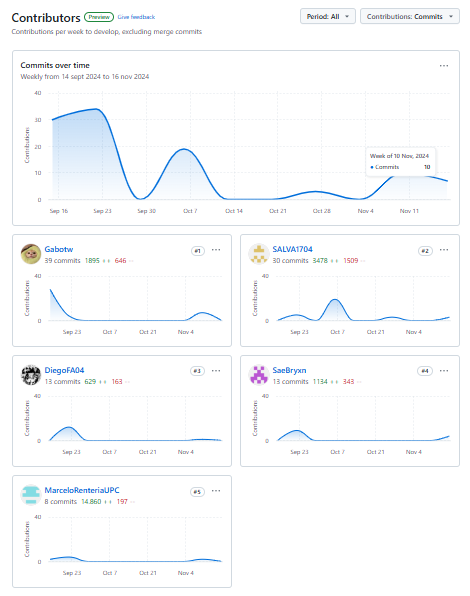 Contributors Preview Give feedback
Period: All
Contributions: Commits
Contributions per week to develop, excluding merge commits
Commits over time
Weekly from 14 sept 2024 to 16 nov 2024
Contributions
40
30
20
10
0
Week of 10 Nov, 2024
Commits 10
Sep 16 Sep 23 Sep 30 Oct 7 Oct 14 Oct 21 Oct 28 Nov 4 Nov 11
Gabotw #1
39 commits 1895 ++ 646 --
Contributions
40
0
Sep 23 Oct 7 Oct 21 Nov 4
SALVA1704 #2
30 commits 3478 ++ 1509 --
Contributions
40
0
Sep 23 Oct 7 Oct 21 Nov 4
DiegoFA04 #3
13 commits 629 ++ 163 --
Contributions
40
0
Sep 23 Oct 7 Oct 21 Nov 4
SaeBryxn #4
13 commits 1134 ++ 343 --
Contributions
40
0
Sep 23 Oct 7 Oct 21 Nov 4
MarceloRenteriaUPC #5
8 commits 14.860 ++ 197 --
Contributions
40
0
Sep 23 Oct 7 Oct 21 Nov 4